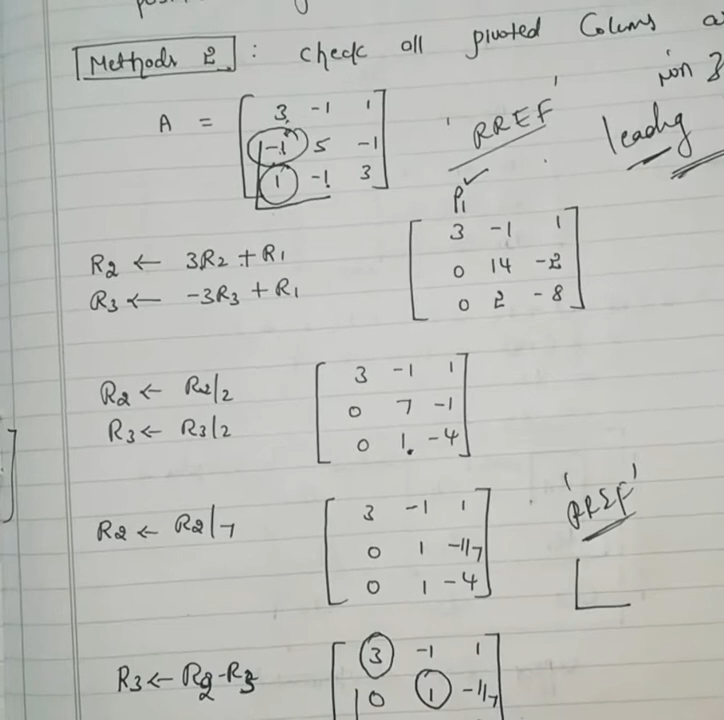 Methods 2 : check all pivoted Colums
non
A = [ 3 -1 1
-1 5 -1
1 -1 3 ]
'RREF'
leadng
P1 ✓
R2 ← 3R2 + R1
R3 ← -3R3 + R1
[ 3 -1 1
0 14 -2
0 2 -8 ]
R2 ← R2/2
R3 ← R3/2
[ 3 -1 1
0 7 -1
0 1 -4 ]
R2 ← R2/7
[ 3 -1 1
0 1 -1/7
0 1 -4 ]
'RREF'
R3 ← R2-R3
[ 3 -1 1
0 1 -1/7